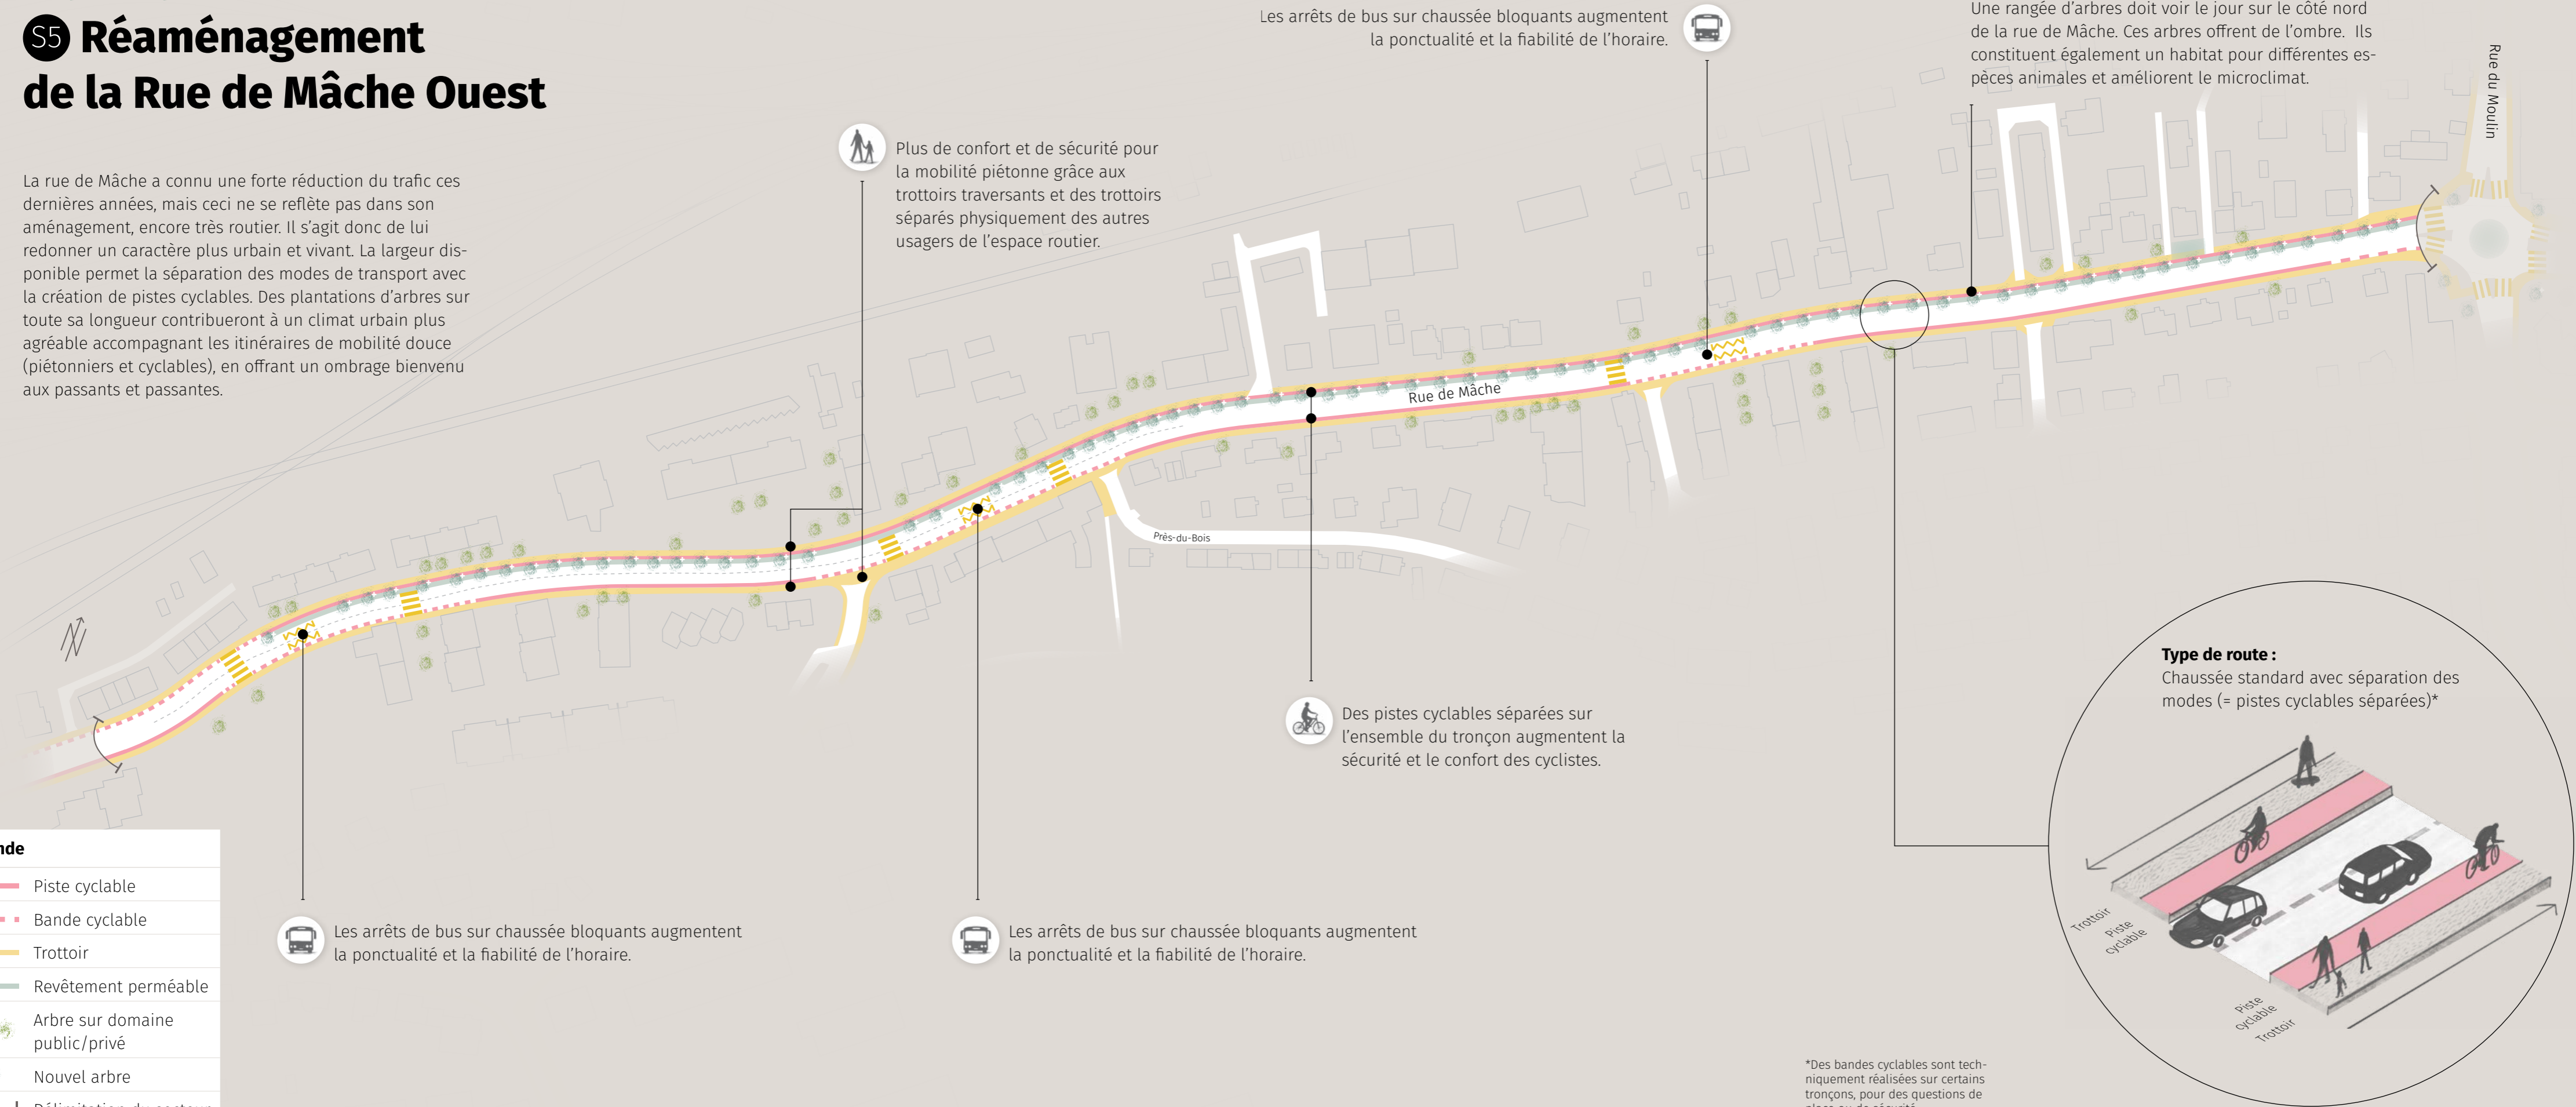 S5 Réaménagement
de la Rue de Mâche Ouest
La rue de Mâche a connu une forte réduction du trafic ces
dernières années, mais ceci ne se reflète pas dans son
aménagement, encore très routier. Il s’agit donc de lui
redonner un caractère plus urbain et vivant. La largeur dis-
ponible permet la séparation des modes de transport avec
la création de pistes cyclables. Des plantations d’arbres sur
toute sa longueur contribueront à un climat urbain plus
agréable accompagnant les itinéraires de mobilité douce
(piétonniers et cyclables), en offrant un ombrage bienvenu
aux passants et passantes.
Plus de confort et de sécurité pour
la mobilité piétonne grâce aux
trottoirs traversants et des trottoirs
séparés physiquement des autres
usagers de l’espace routier.
Les arrêts de bus sur chaussée bloquants augmentent
la ponctualité et la fiabilité de l’horaire.
Une rangée d’arbres doit voir le jour sur le côté nord
de la rue de Mâche. Ces arbres offrent de l’ombre. Ils
constituent également un habitat pour différentes es-
pèces animales et améliorent le microclimat.
Rue du Moulin
Rue de Mâche
Près-du-Bois
Des pistes cyclables séparées sur
l’ensemble du tronçon augmentent la
sécurité et le confort des cyclistes.
Les arrêts de bus sur chaussée bloquants augmentent
la ponctualité et la fiabilité de l’horaire.
Les arrêts de bus sur chaussée bloquants augmentent
la ponctualité et la fiabilité de l’horaire.
Type de route :
Chaussée standard avec séparation des
modes (= pistes cyclables séparées)*
Trottoir
Piste
cyclable
Piste
cyclable
Trottoir
nde
Piste cyclable
Bande cyclable
Trottoir
Revêtement perméable
Arbre sur domaine
public/privé
Nouvel arbre
*Des bandes cyclables sont tech-
niquement réalisées sur certains
tronçons, pour des questions de